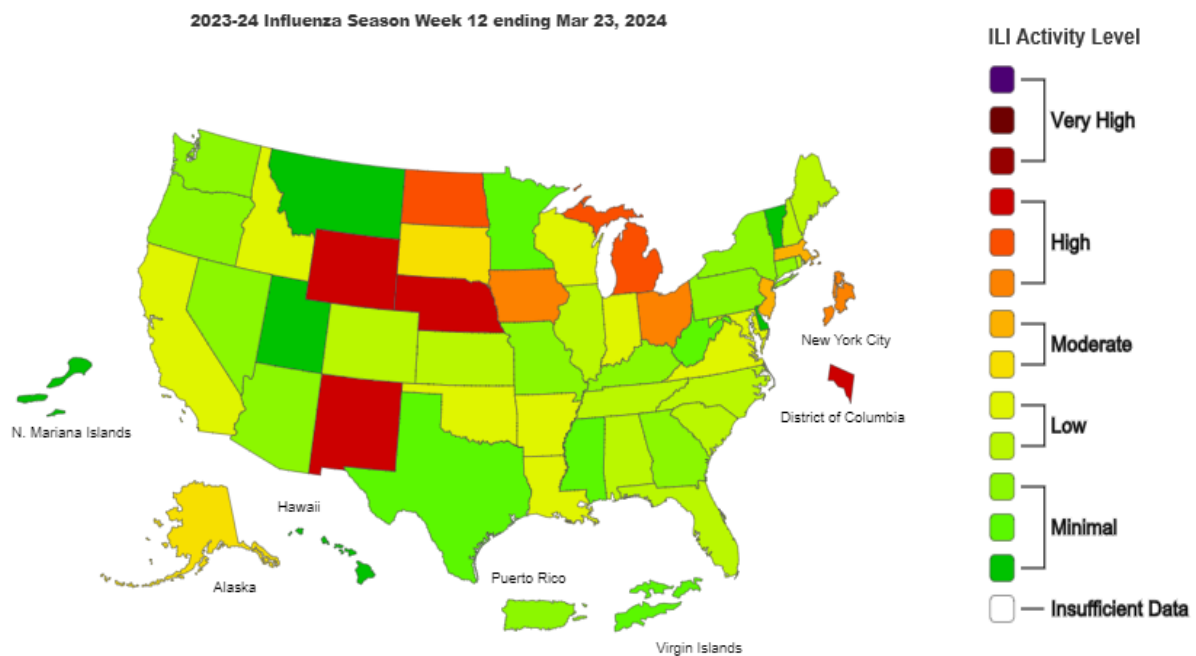 2023-24 Influenza Season Week 12 ending Mar 23, 2024
ILI Activity Level
Very High
High
Moderate
Low
Minimal
Insufficient Data
New York City
District of Columbia
N. Mariana Islands
Hawaii
Alaska
Puerto Rico
Virgin Islands